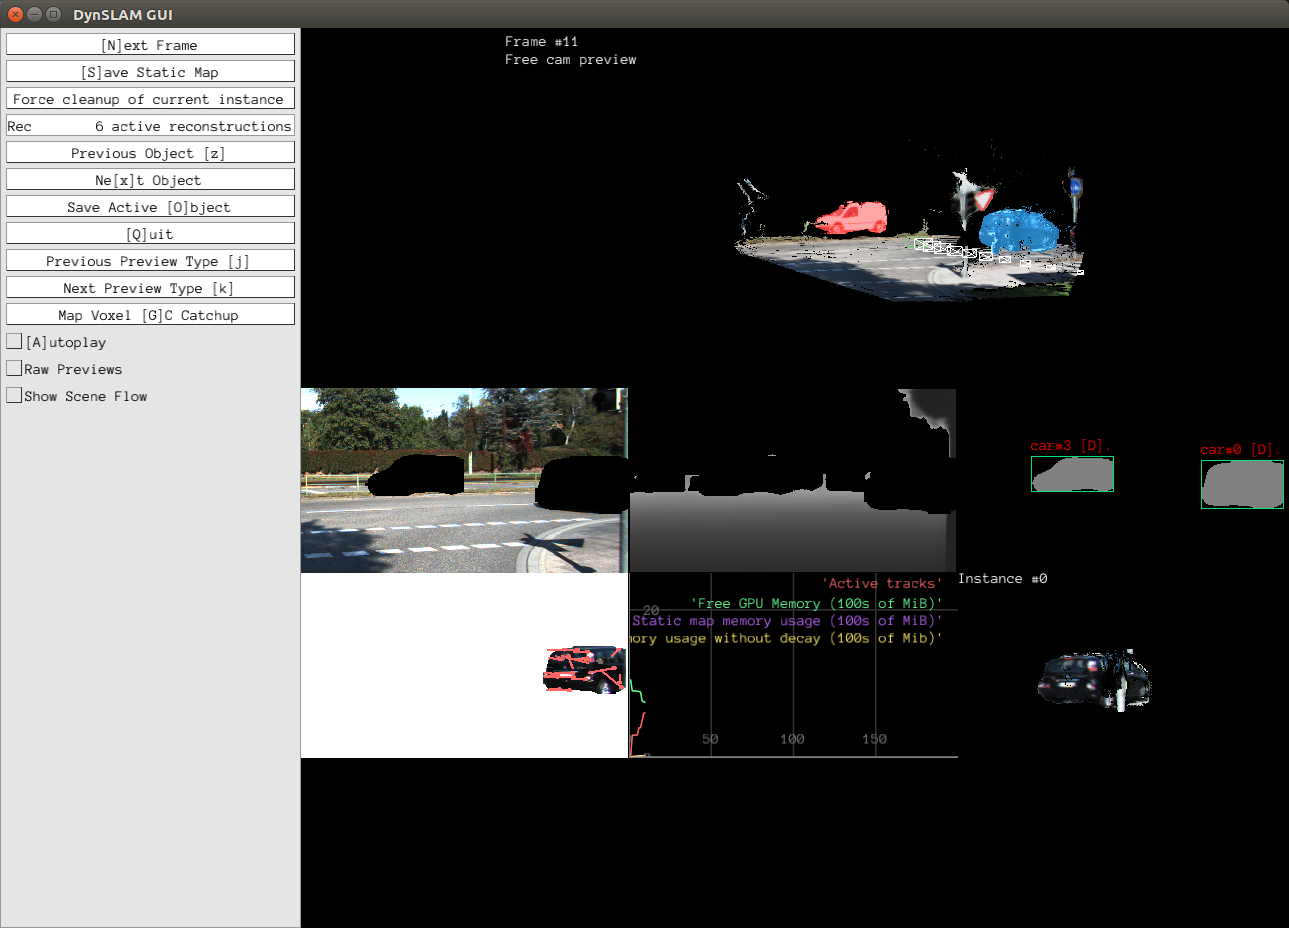 DynSLAM GUI
[N]ext Frame
[S]ave Static Map
Force cleanup of current instance
Rec 6 active reconstructions
Previous Object [z]
Ne[x]t Object
Save Active [O]bject
[Q]uit
Previous Preview Type [j]
Next Preview Type [k]
Map Voxel [G]C Catchup
[A]utoplay
Raw Previews
Show Scene Flow
Frame #11
Free cam preview
car#3 [D].
car#0 [D].
'Active tracks'
'Free GPU Memory (100s of MiB)'
Static map memory usage (100s of MiB)'
usage without decay (100s of Mib)'
20
50 100 150
0
Instance #0